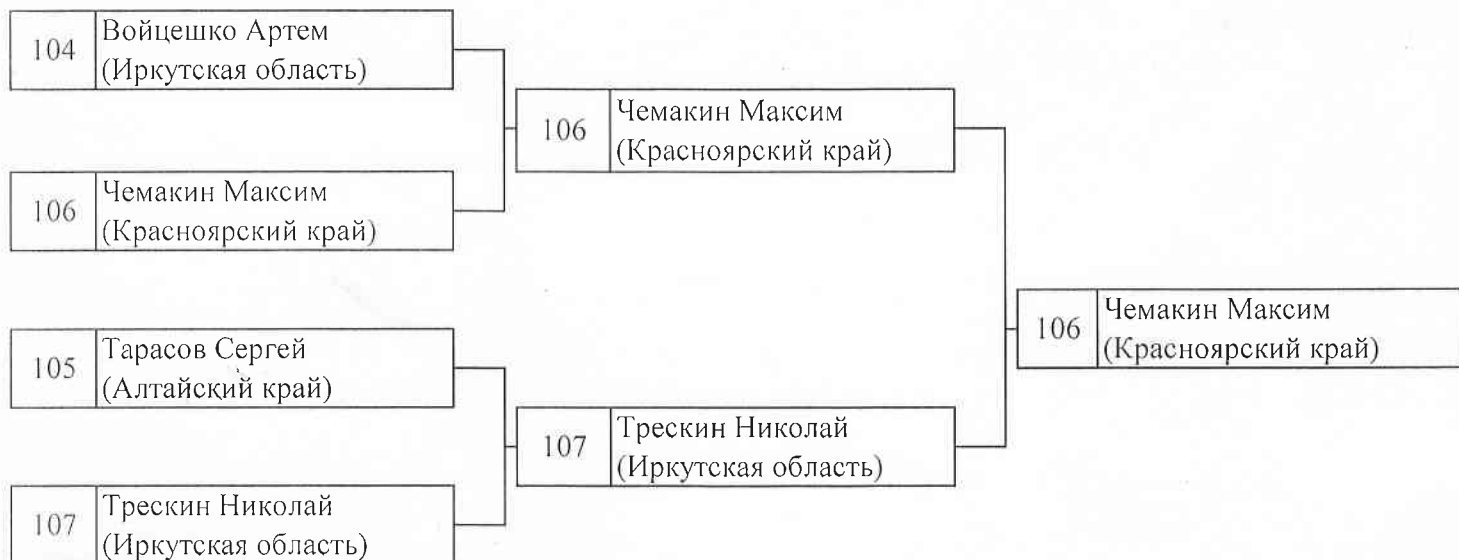 104 Войцешко Артем
(Иркутская область)
106 Чемакин Максим
(Красноярский край)
106 Чемакин Максим
(Красноярский край)
106 Чемакин Максим
(Красноярский край)
105 Тарасов Сергей
(Алтайский край)
107 Трескин Николай
(Иркутская область)
107 Трескин Николай
(Иркутская область)